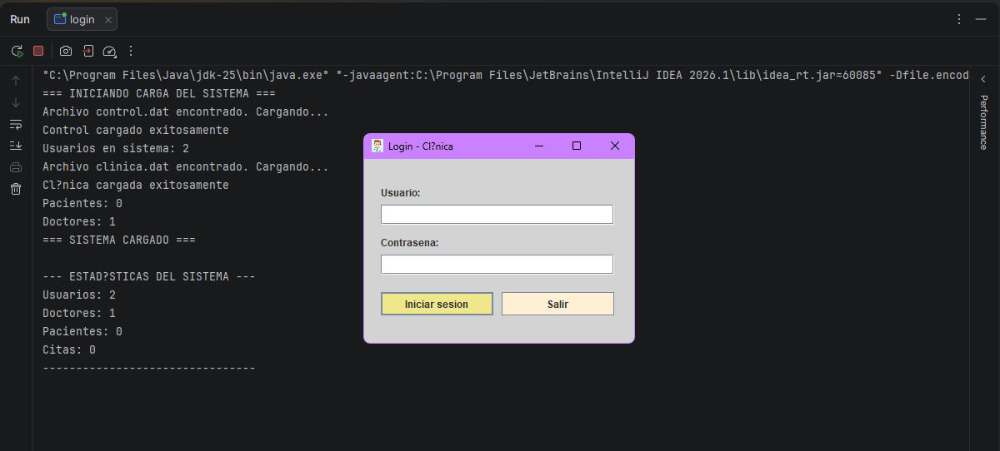 Run
login
"C:\Program Files\Java\jdk-25\bin\java.exe" "-javaagent:C:\Program Files\JetBrains\IntelliJ IDEA 2026.1\lib\idea_rt.jar=60085" -Dfile.encod
=== INICIANDO CARGA DEL SISTEMA ===
Archivo control.dat encontrado. Cargando...
Control cargado exitosamente
Usuarios en sistema: 2
Archivo clinica.dat encontrado. Cargando...
Cl?nica cargada exitosamente
Pacientes: 0
Doctores: 1
=== SISTEMA CARGADO ===
--- ESTAD?STICAS DEL SISTEMA ---
Usuarios: 2
Doctores: 1
Pacientes: 0
Citas: 0
--------------------------------
Login - Cl?nica
Usuario:
Contrasena:
Iniciar sesion
Salir
Performance